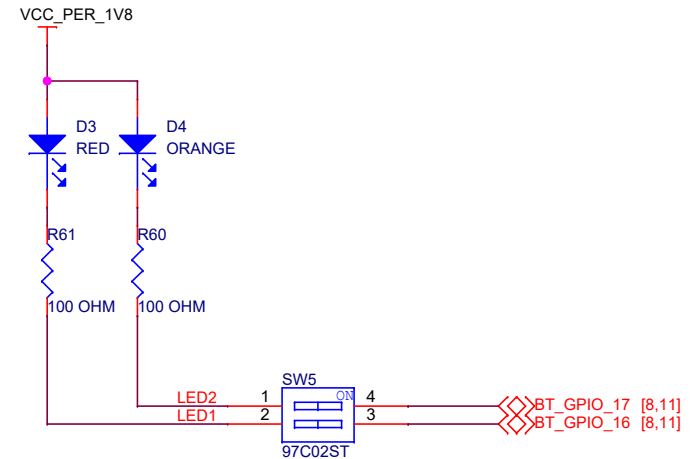 VCC_PER_1V8
D3
D4
RED
ORANGE
R61
R60
100 OHM
100 OHM
SW5
LED2 1 ON 4 BT_GPIO_17 [8,11]
LED1 2 3 BT_GPIO_16 [8,11]
97C02ST